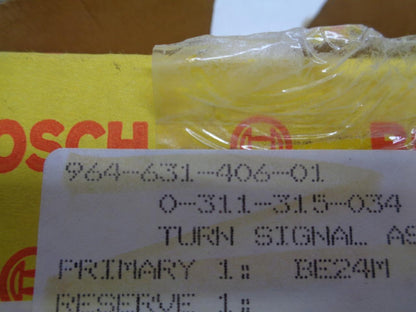 BOSCH
964-631-406-01
0-311-315-034
TURN SIGNAL AS
PRIMARY 1: BE24M
RESERVE 1: